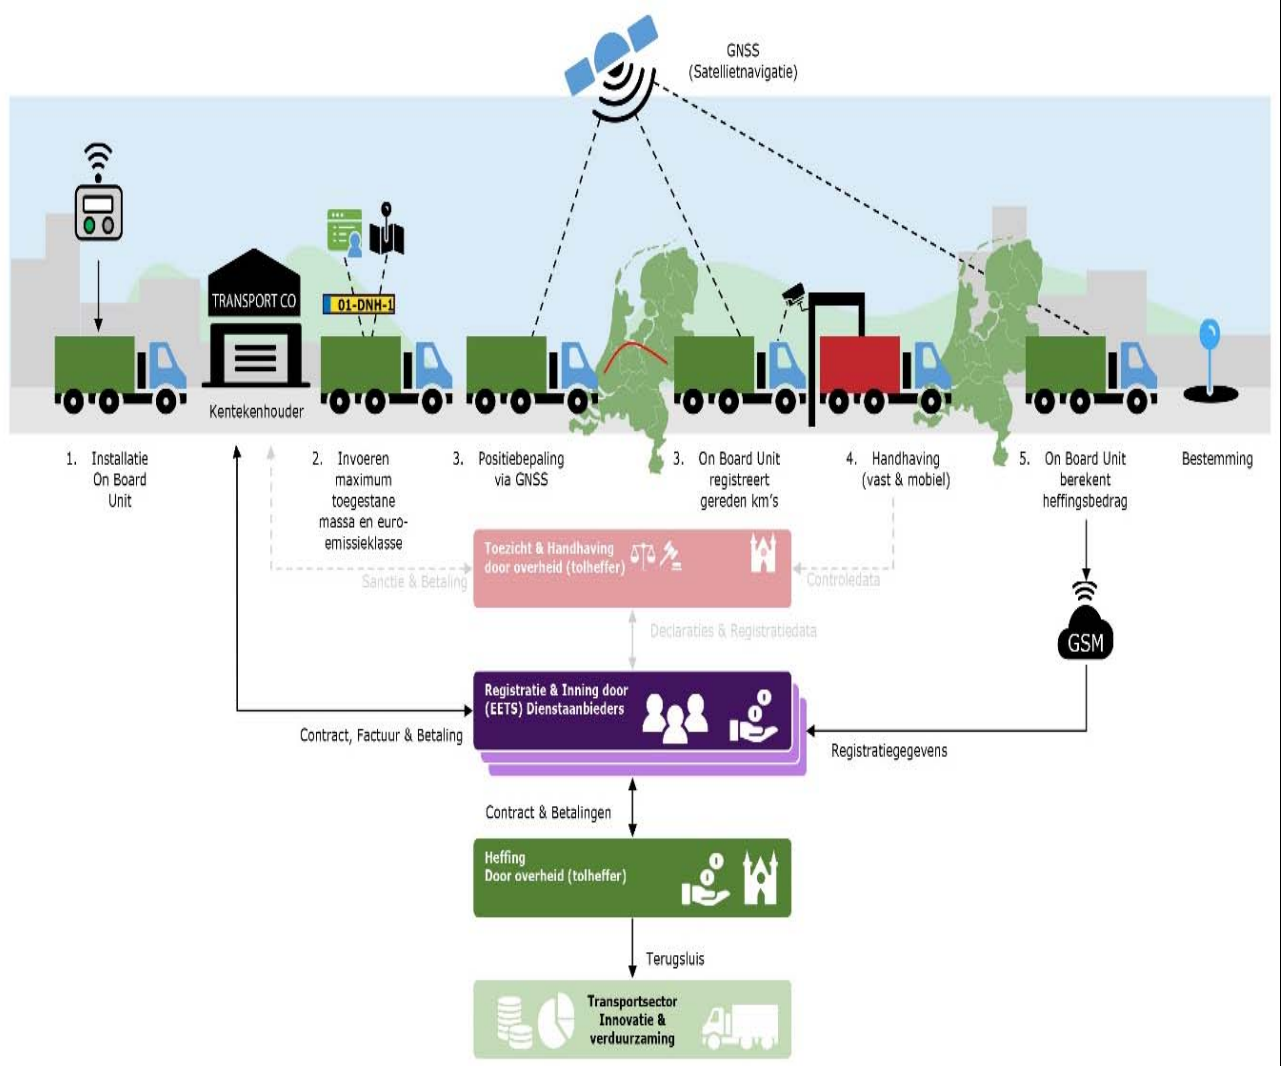 GNSS
(Satellietnavigatie)
TRANSPORT CO
01-DNH-1
Kentekenhouder
1. Installatie
On Board
Unit
2. Invoeren
maximum
toegestane
massa en euro-
emissieklasse
3. Positiebepaling
via GNSS
3. On Board Unit
registreert
gereden km's
4. Handhaving
(vast & mobiel)
5. On Board Unit
berekent
heffingsbedrag
Bestemming
Toezicht & Handhaving
door overheid (tolheffer)
Sanctie & Betaling
Controledata
Declaraties & Registratiedata
GSM
Registratie & Inning door
(EETS) Dienstaanbieders
Contract, Factuur & Betaling
Registratiegegevens
Contract & Betalingen
Heffing
Door overheid (tolheffer)
Terugsluis
Transportsector
Innovatie &
verduurzaming